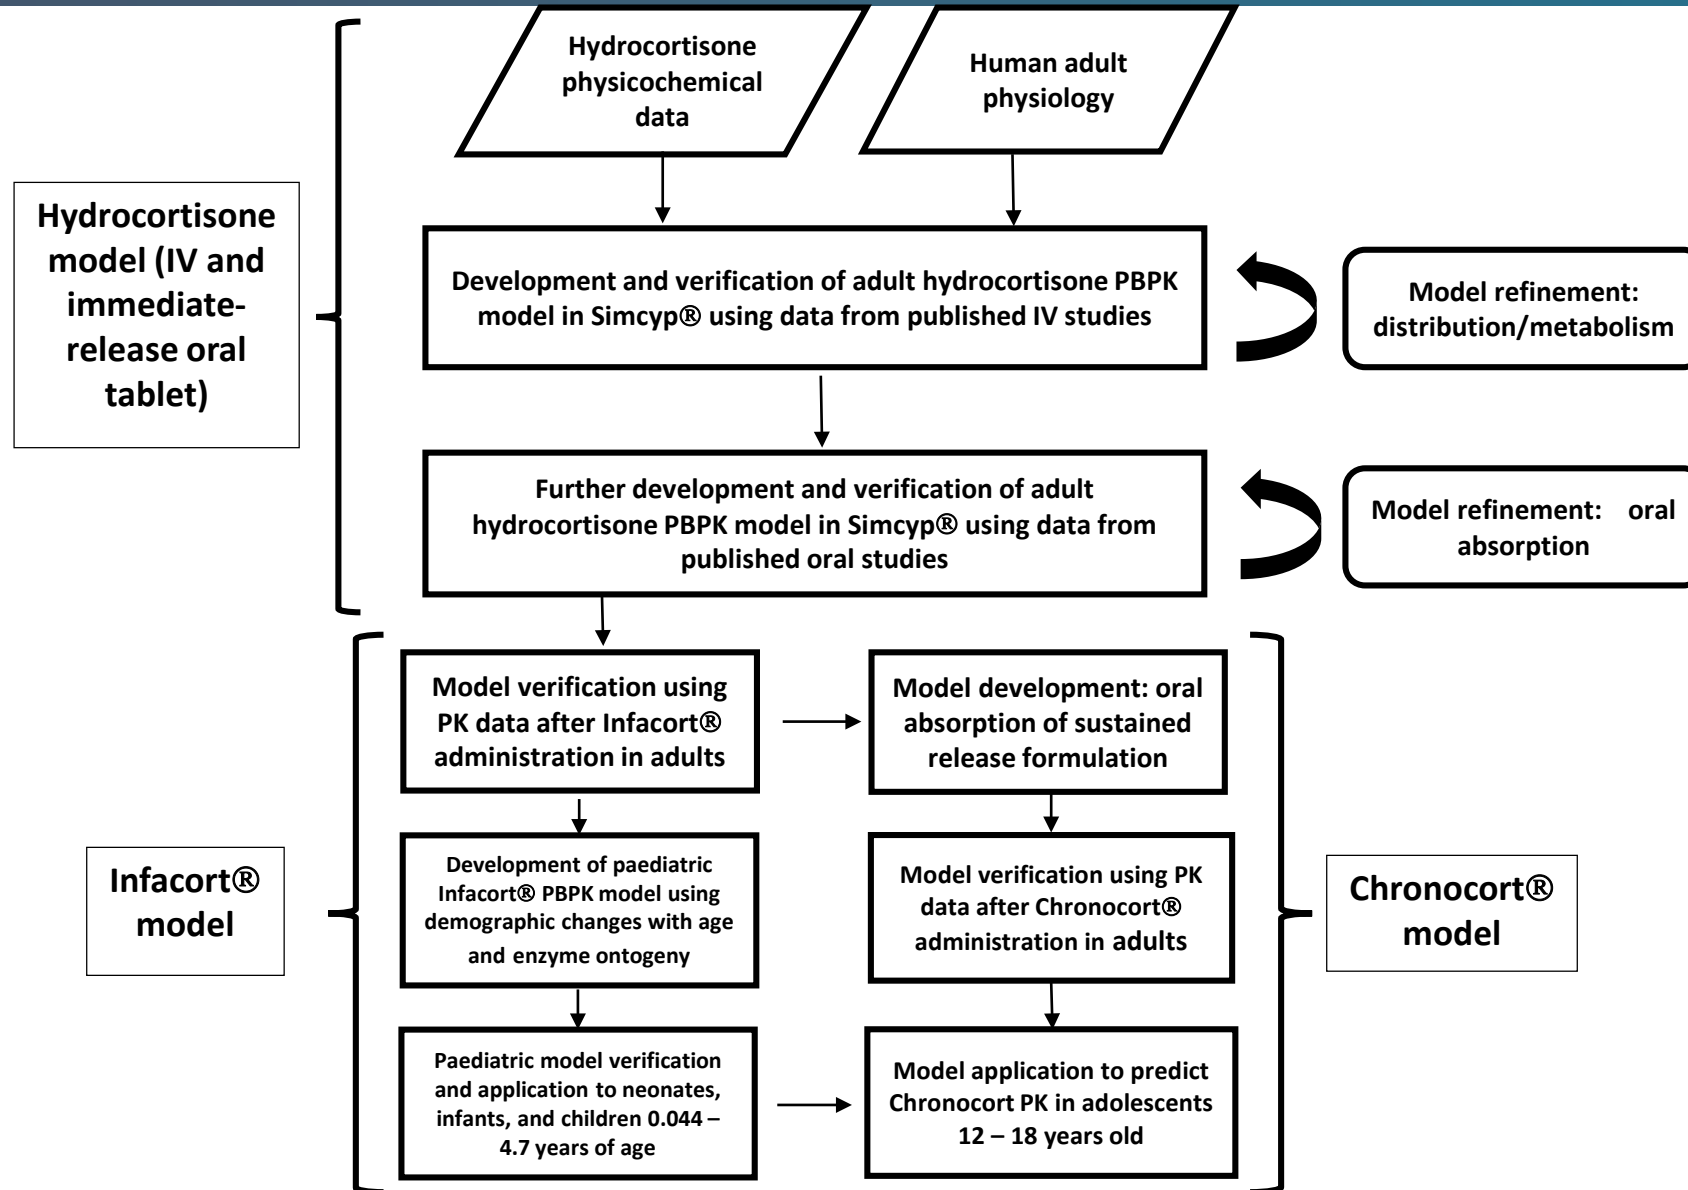 Hydrocortisone
physicochemical
data
Human adult
physiology
Hydrocortisone
model (IV and
immediate-
release oral
tablet)
Development and verification of adult hydrocortisone PBPK
model in Simcyp® using data from published IV studies
Model refinement:
distribution/metabolism
Further development and verification of adult
hydrocortisone PBPK model in Simcyp® using data from
published oral studies
Model refinement: oral
absorption
Infacort®
model
Model verification using
PK data after Infacort®
administration in adults
Model development: oral
absorption of sustained
release formulation
Development of paediatric
Infacort® PBPK model using
demographic changes with age
and enzyme ontogeny
Model verification using PK
data after Chronocort®
administration in adults
Chronocort®
model
Paediatric model verification
and application to neonates,
infants, and children 0.044 –
4.7 years of age
Model application to predict
Chronocort PK in adolescents
12 – 18 years old